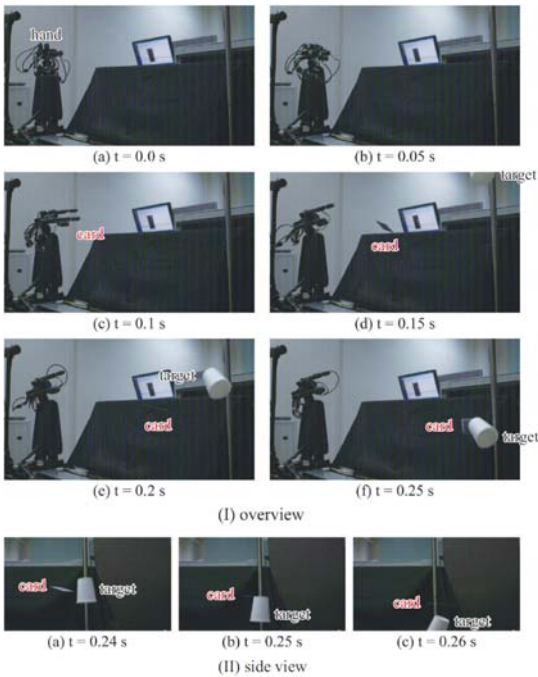 hand
(a) t = 0.0 s
(b) t = 0.05 s
card
(c) t = 0.1 s
target
card
(d) t = 0.15 s
target
card
(e) t = 0.2 s
card
target
(f) t = 0.25 s
(I) overview
card
target
(a) t = 0.24 s
card
target
(b) t = 0.25 s
card
target
(c) t = 0.26 s
(II) side view